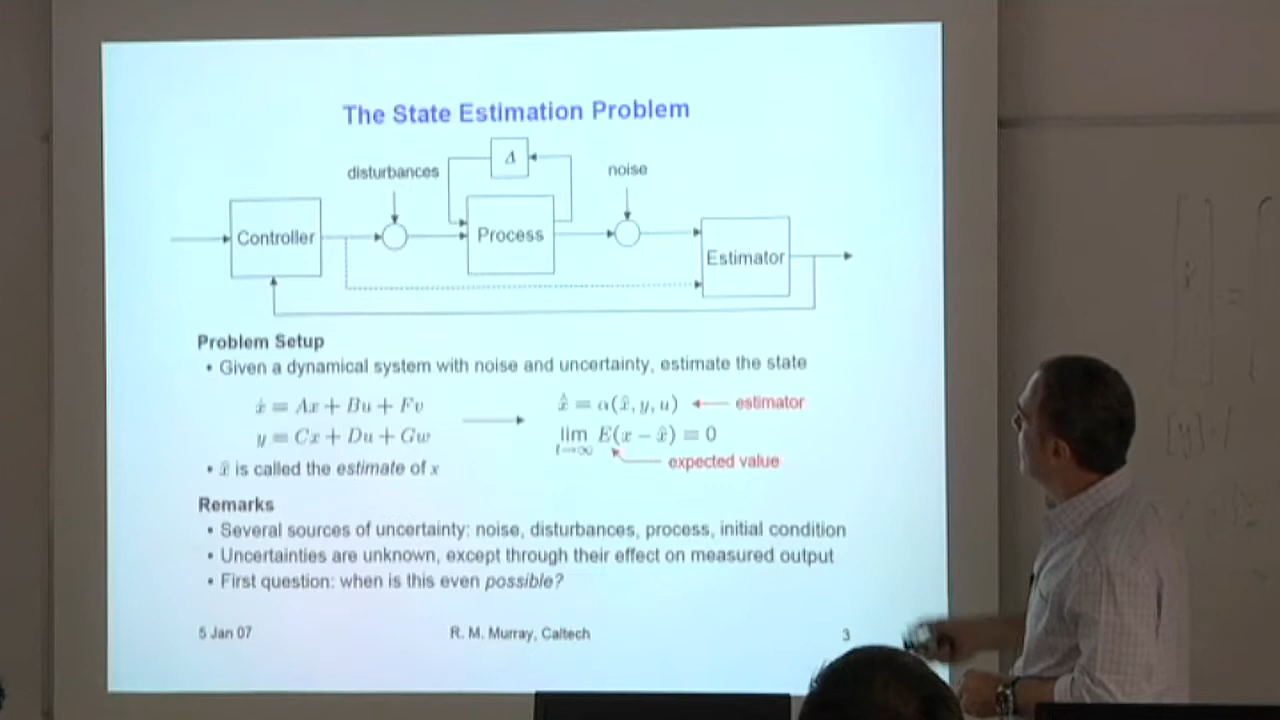 The State Estimation Problem
disturbances
Δ
noise
Controller
Process
Estimator
Problem Setup
• Given a dynamical system with noise and uncertainty, estimate the state
ẋ = Ax + Bu + Fv
y = Cx + Du + Gw
x̂̇ = α(x̂, y, u)
estimator
lim E(x − x̂) = 0
t→∞
expected value
• x̂ is called the estimate of x
Remarks
• Several sources of uncertainty: noise, disturbances, process, initial condition
• Uncertainties are unknown, except through their effect on measured output
• First question: when is this even possible?
5 Jan 07
R. M. Murray, Caltech
3